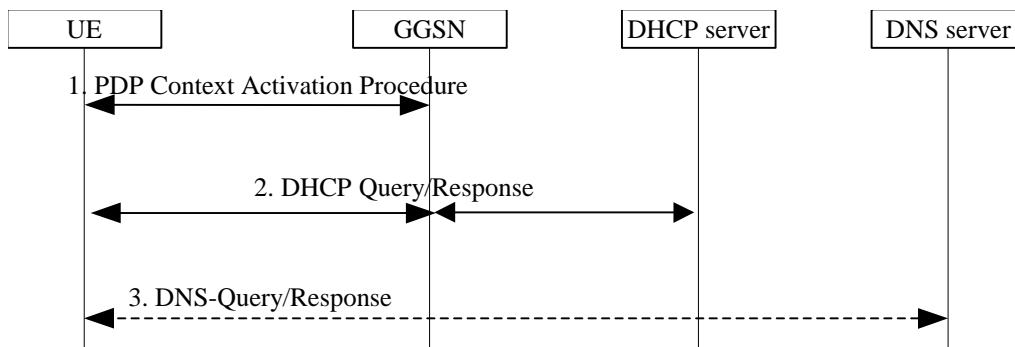 UE GGSN DHCP server DNS server
1. PDP Context Activation Procedure
2. DHCP Query/Response
3. DNS-Query/Response